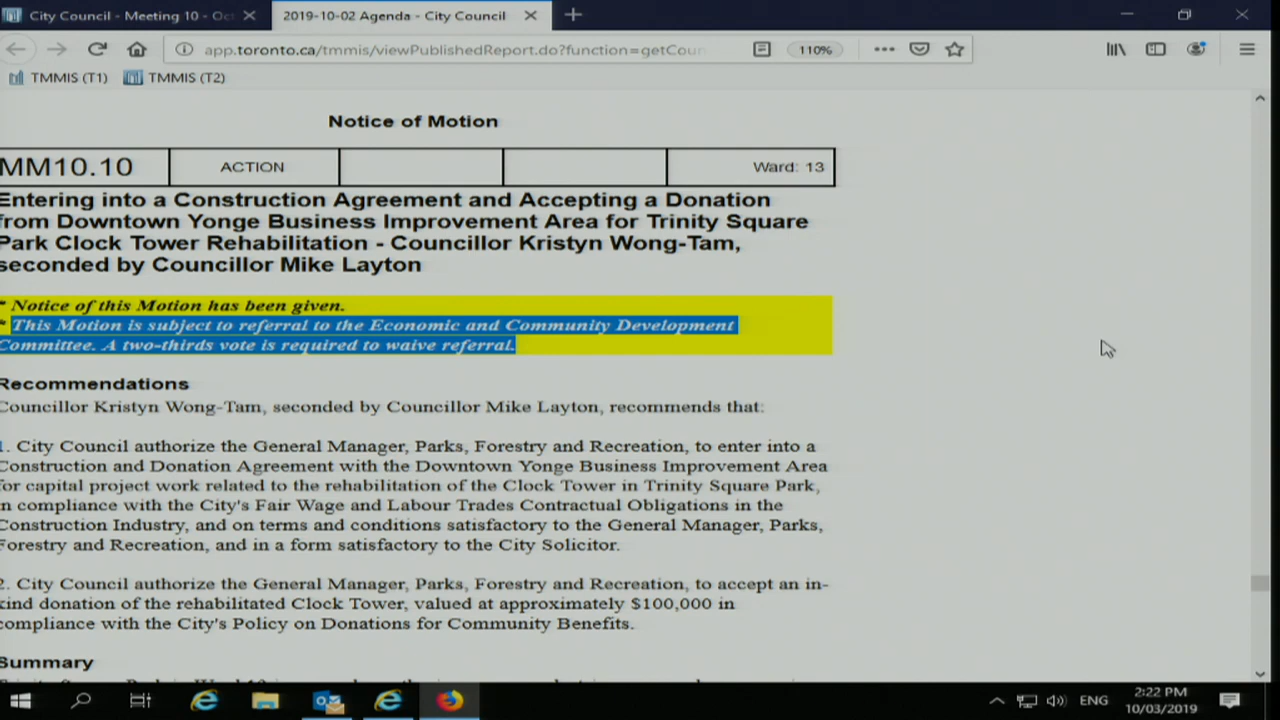 City Council - Meeting 10 - Oc
2019-10-02 Agenda - City Council
app.toronto.ca/tmmis/viewPublishedReport.do?function=getCoun
110%
TMMIS (T1)
TMMIS (T2)
Notice of Motion
MM10.10
ACTION
Ward: 13
Entering into a Construction Agreement and Accepting a Donation
from Downtown Yonge Business Improvement Area for Trinity Square
Park Clock Tower Rehabilitation - Councillor Kristyn Wong-Tam,
seconded by Councillor Mike Layton
* Notice of this Motion has been given.
* This Motion is subject to referral to the Economic and Community Development
Committee. A two-thirds vote is required to waive referral.
Recommendations
Councillor Kristyn Wong-Tam, seconded by Councillor Mike Layton, recommends that:
1. City Council authorize the General Manager, Parks, Forestry and Recreation, to enter into a
Construction and Donation Agreement with the Downtown Yonge Business Improvement Area
for capital project work related to the rehabilitation of the Clock Tower in Trinity Square Park,
in compliance with the City's Fair Wage and Labour Trades Contractual Obligations in the
Construction Industry, and on terms and conditions satisfactory to the General Manager, Parks,
Forestry and Recreation, and in a form satisfactory to the City Solicitor.
2. City Council authorize the General Manager, Parks, Forestry and Recreation, to accept an in-
kind donation of the rehabilitated Clock Tower, valued at approximately $100,000 in
compliance with the City's Policy on Donations for Community Benefits.
Summary
ENG
2:22 PM
10/03/2019